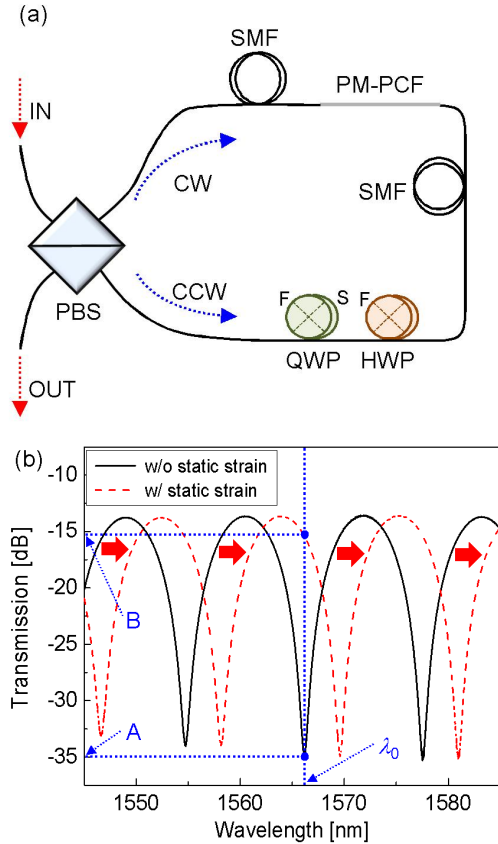 (a)
SMF
IN
PM-PCF
CW
SMF
PBS
CCW
F
S
F
QWP
HWP
OUT
(b)
w/o static strain
w/ static strain
-10
-15
-20
-25
-30
-35
B
A
λ0
Transmission [dB]
1550
1560
1570
1580
Wavelength [nm]